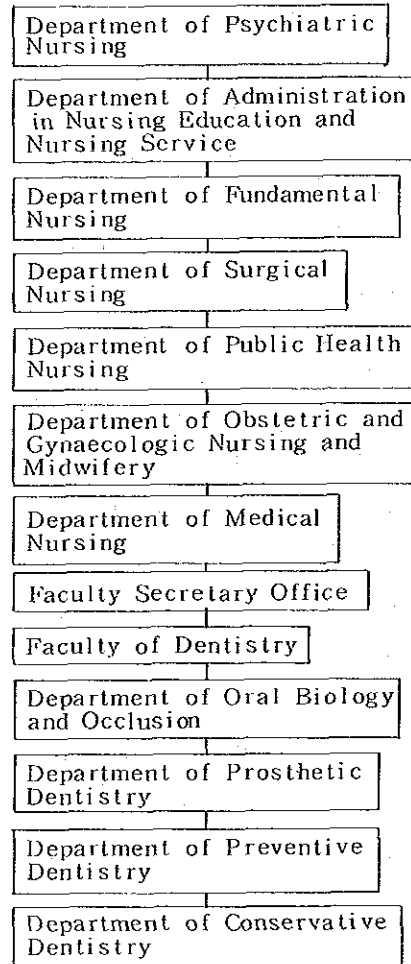 Department of Psychiatric
Nursing
Department of Administration
in Nursing Education and
Nursing Service
Department of Fundamental
Nursing
Department of Surgical
Nursing
Department of Public Health
Nursing
Department of Obstetric and
Gynaecologic Nursing and
Midwifery
Department of Medical
Nursing
Faculty Secretary Office
Faculty of Dentistry
Department of Oral Biology
and Occlusion
Department of Prosthetic
Dentistry
Department of Preventive
Dentistry
Department of Conservative
Dentistry